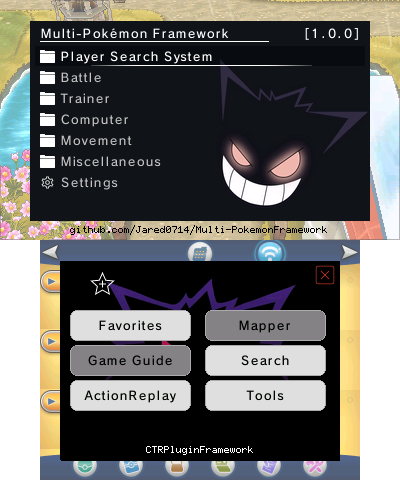 Multi-Pokémon Framework [1.0.0]
Player Search System
Battle
Trainer
Computer
Movement
Miscellaneous
Settings
github.com/Jared0714/Multi-PokemonFramework
Favorites Mapper
Game Guide Search
ActionReplay Tools
CTRPluginFramework